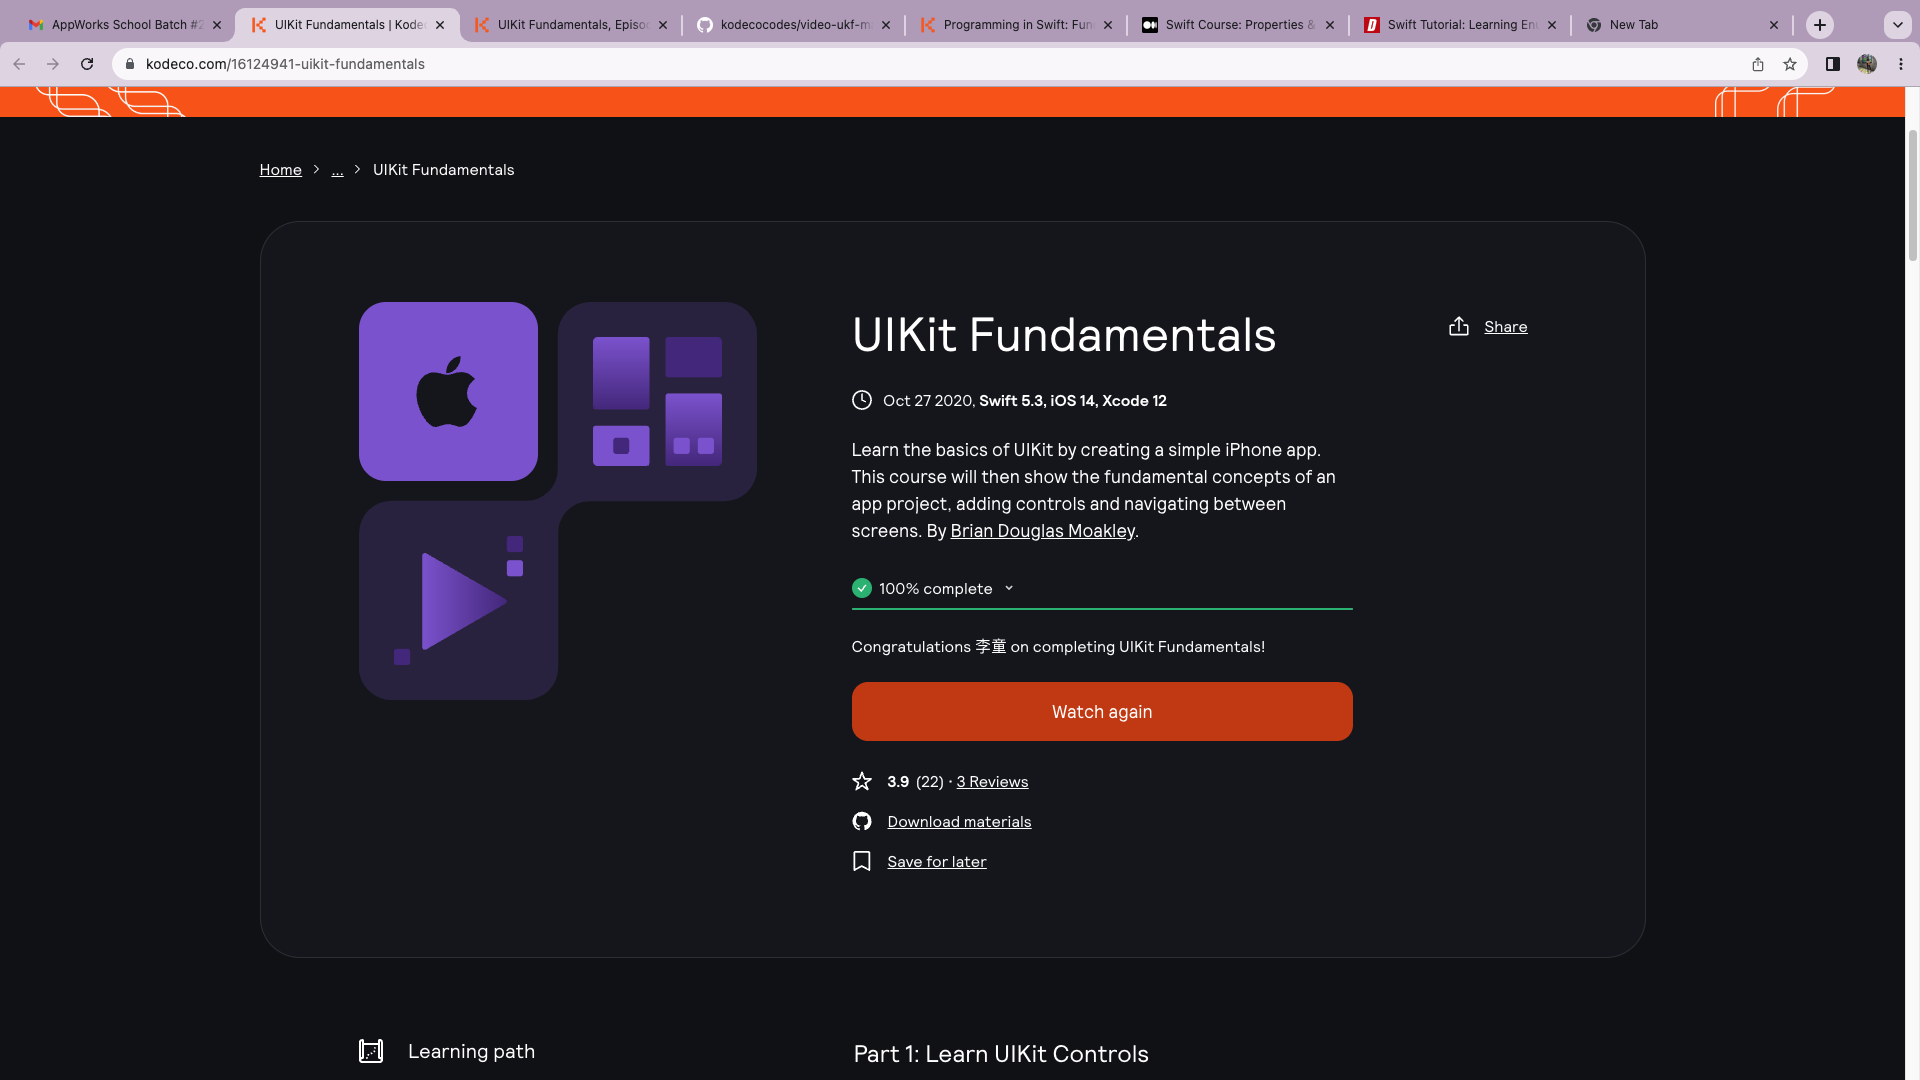 AppWorks School Batch #2
UIKit Fundamentals | Kodec
UIKit Fundamentals, Episo
kodecocodes/video-ukf-m
Programming in Swift: Fun
Swift Course: Properties &
Swift Tutorial: Learning En
New Tab
kodeco.com/16124941-uikit-fundamentals
Home > ... > UIKit Fundamentals
UIKit Fundamentals
Share
Oct 27 2020, Swift 5.3, iOS 14, Xcode 12
Learn the basics of UIKit by creating a simple iPhone app.
This course will then show the fundamental concepts of an
app project, adding controls and navigating between
screens. By Brian Douglas Moakley.
100% complete
Congratulations 李童 on completing UIKit Fundamentals!
Watch again
3.9 (22) · 3 Reviews
Download materials
Save for later
Learning path
Part 1: Learn UIKit Controls